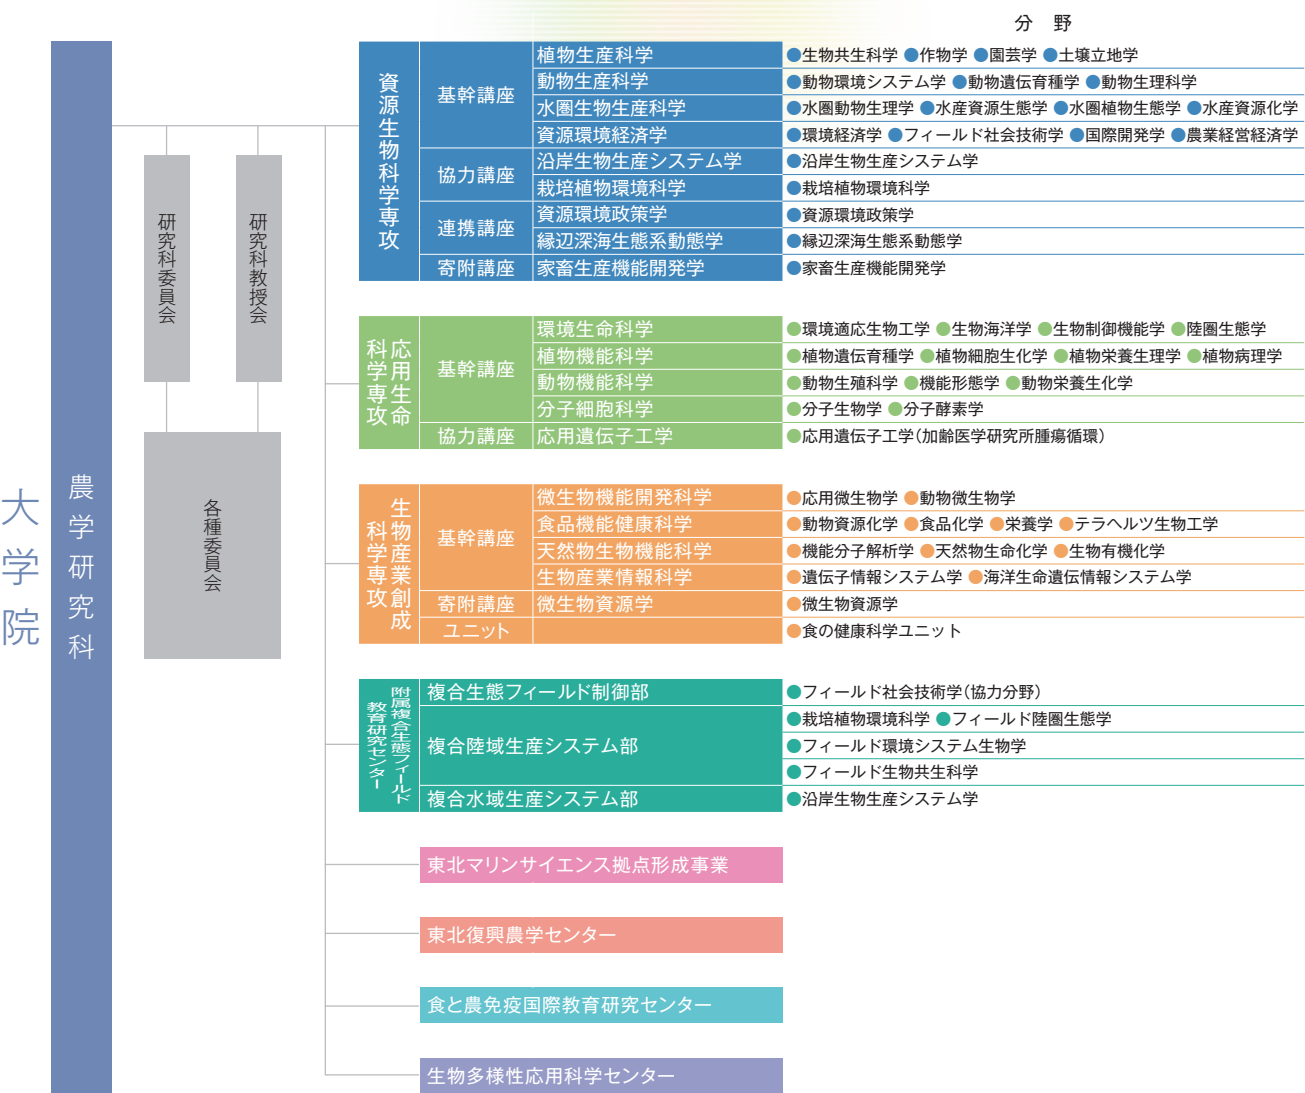 分 野
大学院
農学研究科
研究科委員会
研究科教授会
各種委員会
資源生物科学専攻
基幹講座
植物生産科学
●生物共生科学 ●作物学 ●園芸学 ●土壌立地学
動物生産科学
●動物環境システム学 ●動物遺伝育種学 ●動物生理科学
水圏生物生産科学
●水圏動物生理学 ●水産資源生態学 ●水圏植物生態学 ●水産資源化学
資源環境経済学
●環境経済学 ●フィールド社会技術学 ●国際開発学 ●農業経営経済学
協力講座
沿岸生物生産システム学
●沿岸生物生産システム学
栽培植物環境科学
●栽培植物環境科学
連携講座
資源環境政策学
●資源環境政策学
縁辺深海生態系動態学
●縁辺深海生態系動態学
寄附講座
家畜生産機能開発学
●家畜生産機能開発学
応用生命
科学専攻
基幹講座
環境生命科学
●環境適応生物工学 ●生物海洋学 ●生物制御機能学 ●陸圏生態学
植物機能科学
●植物遺伝育種学 ●植物細胞生化学 ●植物栄養生理学 ●植物病理学
動物機能科学
●動物生殖科学 ●機能形態学 ●動物栄養生化学
分子細胞科学
●分子生物学 ●分子酵素学
協力講座
応用遺伝子工学
●応用遺伝子工学(加齢医学研究所腫瘍循環)
生物産業創成
科学専攻
基幹講座
微生物機能開発科学
●応用微生物学 ●動物微生物学
食品機能健康科学
●動物資源化学 ●食品化学 ●栄養学 ●テラヘルツ生物工学
天然物生物機能科学
●機能分子解析学 ●天然物生命化学 ●生物有機化学
生物産業情報科学
●遺伝子情報システム学 ●海洋生命遺伝情報システム学
寄附講座
微生物資源学
●微生物資源学
ユニット
●食の健康科学ユニット
附属複合生態フィールド
教育研究センター
複合生態フィールド制御部
●フィールド社会技術学(協力分野)
複合陸域生産システム部
●栽培植物環境科学 ●フィールド陸圏生態学
●フィールド環境システム生物学
●フィールド生物共生科学
複合水域生産システム部
●沿岸生物生産システム学
東北マリンサイエンス拠点形成事業
東北復興農学センター
食と農免疫国際教育研究センター
生物多様性応用科学センター